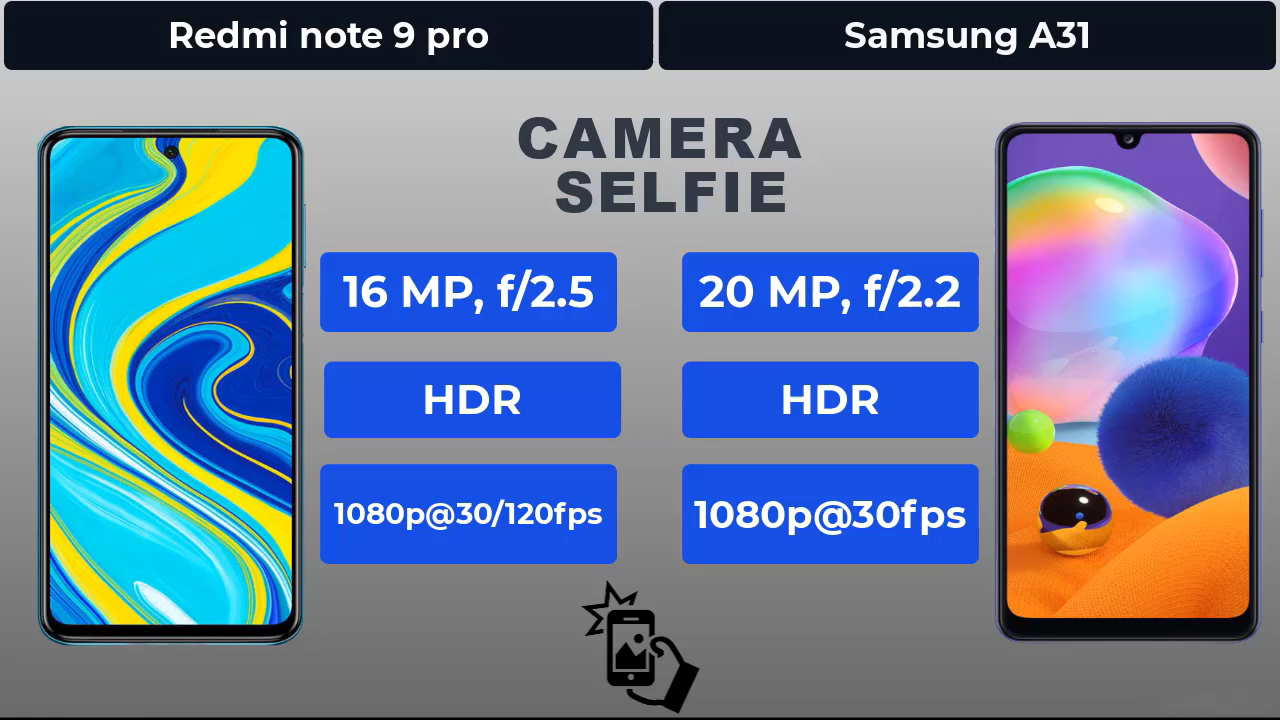 Redmi note 9 pro
Samsung A31
CAMERA
SELFIE
16 MP, f/2.5
20 MP, f/2.2
HDR
HDR
1080p@30/120fps
1080p@30fps